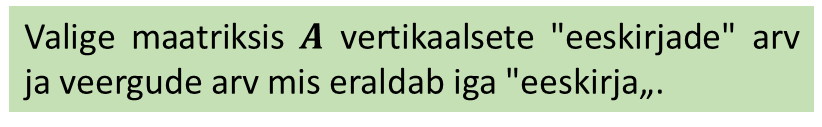 Valige maatriksis A vertikaalsete "eeskirjade" arv
ja veergude arv mis eraldab iga "eeskirja„.